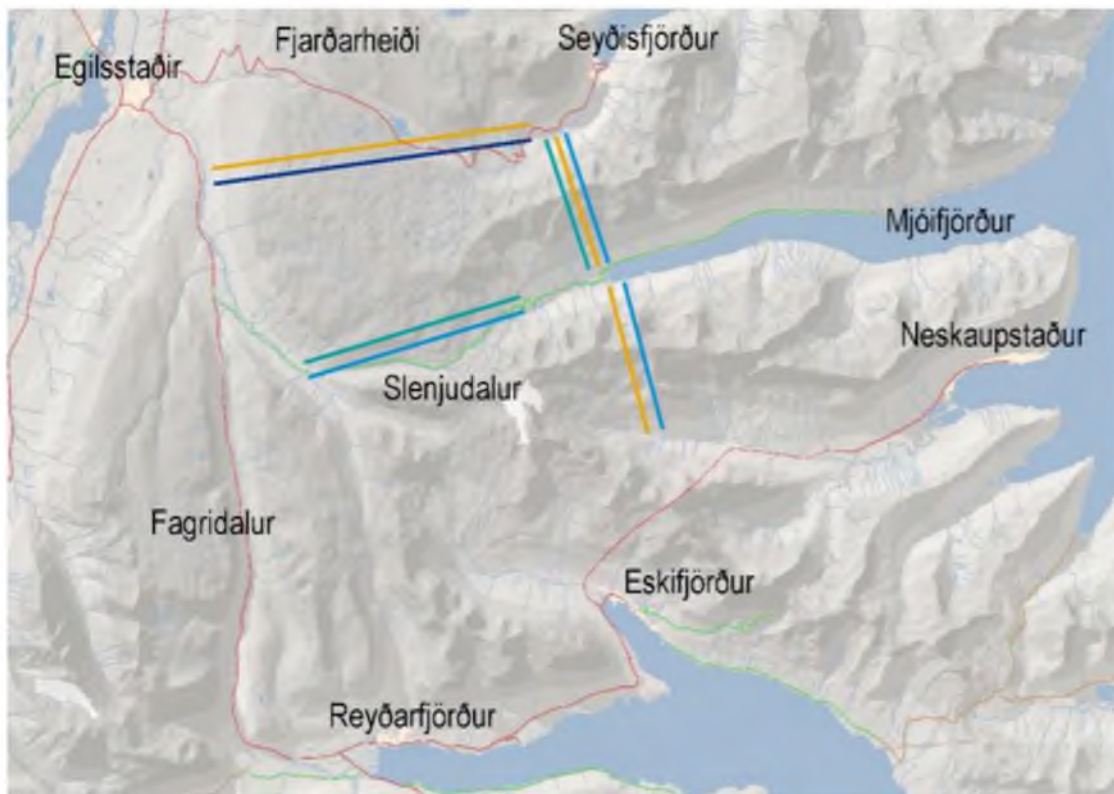 Fjarðarheiði
Seyðisfjörður
Egilsstaðir
Mjóifjörður
Neskaupstaður
Slenjudalur
Fagridalur
Eskifjörður
Reyðarfjörður